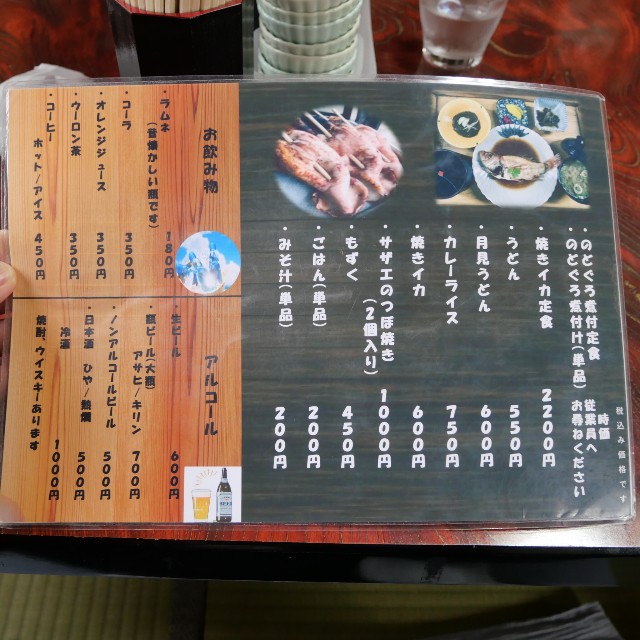 税込み価格です
のどぐろ煮付定食
のどぐろ煮付け(単品)
時価
従業員へ
お尋ねください
焼きイカ定食 2200円
うどん 550円
月見うどん 600円
カレーライス 750円
焼きイカ 600円
サザエのつぼ焼き
(2個入り) 1000円
もずく 450円
ごはん(単品) 200円
みそ汁(単品) 200円
お飲み物
・ラムネ 180円
(昔懐かしい瓶です)
・コーラ 350円
・オレンジジュース 350円
・ウーロン茶 350円
・コーヒー
ホット/アイス 450円
アルコール
・生ビール 600円
・瓶ビール(大瓶)
アサヒ/キリン 700円
・ノンアルコールビール 500円
・日本酒 ひや/熱燗 500円
冷酒 1000円
焼酎、ウイスキーあります